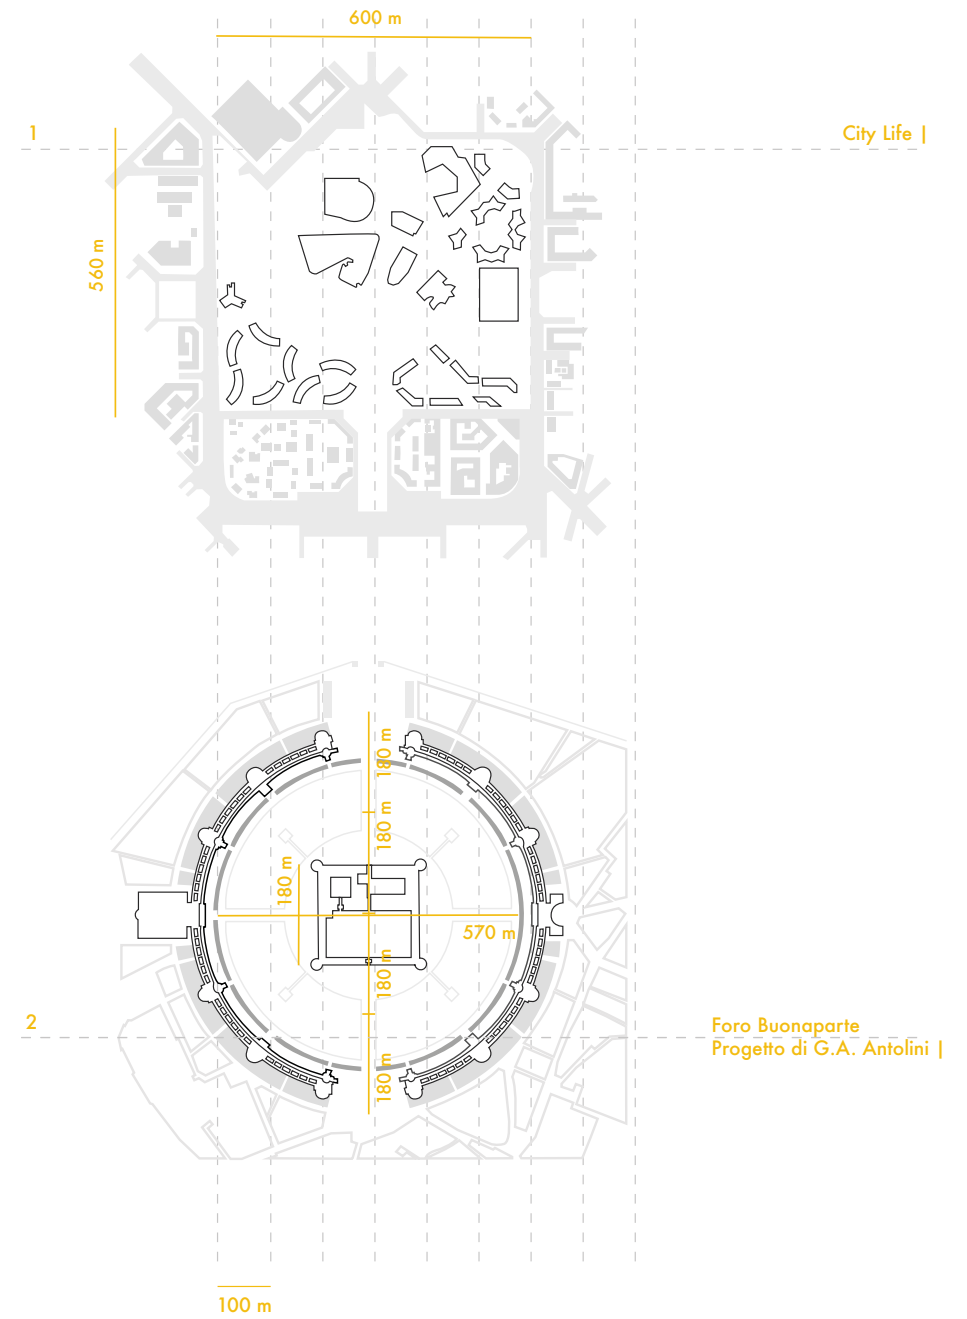 600 m
1
City Life |
560 m
180 m
180 m
180 m
570 m
180 m
2
Foro Buonaparte
Progetto di G.A. Antolini |
180 m
100 m